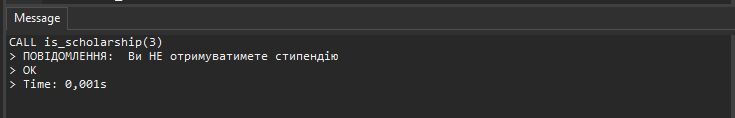 Message
CALL is_scholarship(3)
> ПОВІДОМЛЕННЯ:  Ви НЕ отримуватимете стипендію
> OK
> Time: 0,001s